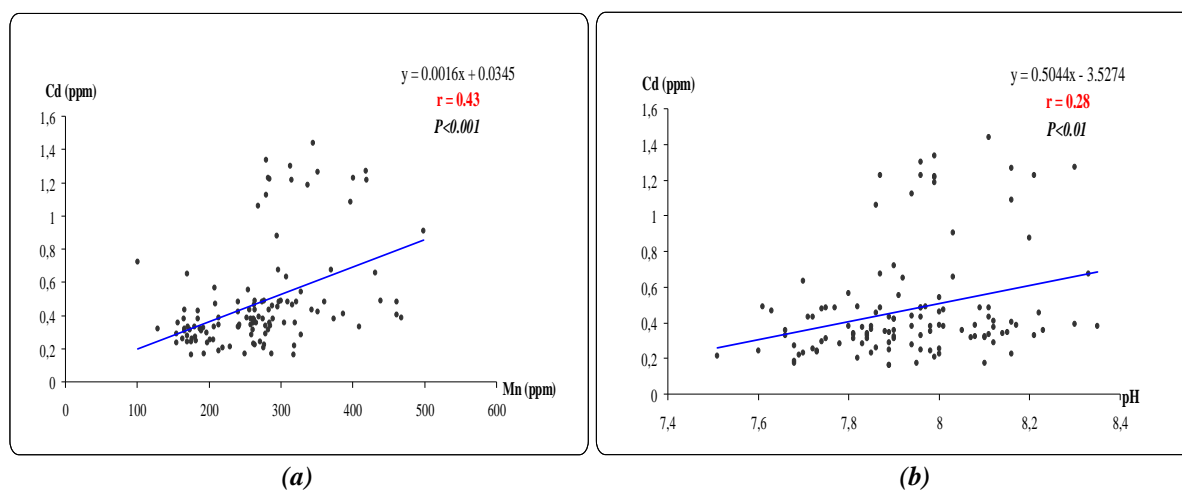 y = 0.0016x + 0.0345
Cd (ppm)
r = 0.43
P<0.001
1,6
1,4
1,2
1
0,8
0,6
0,4
0,2
0
Mn (ppm)
0 100 200 300 400 500 600
(a)
y = 0.5044x - 3.5274
Cd (ppm)
r = 0.28
P<0.01
1,6
1,4
1,2
1
0,8
0,6
0,4
0,2
0
pH
7,4 7,6 7,8 8 8,2 8,4
(b)